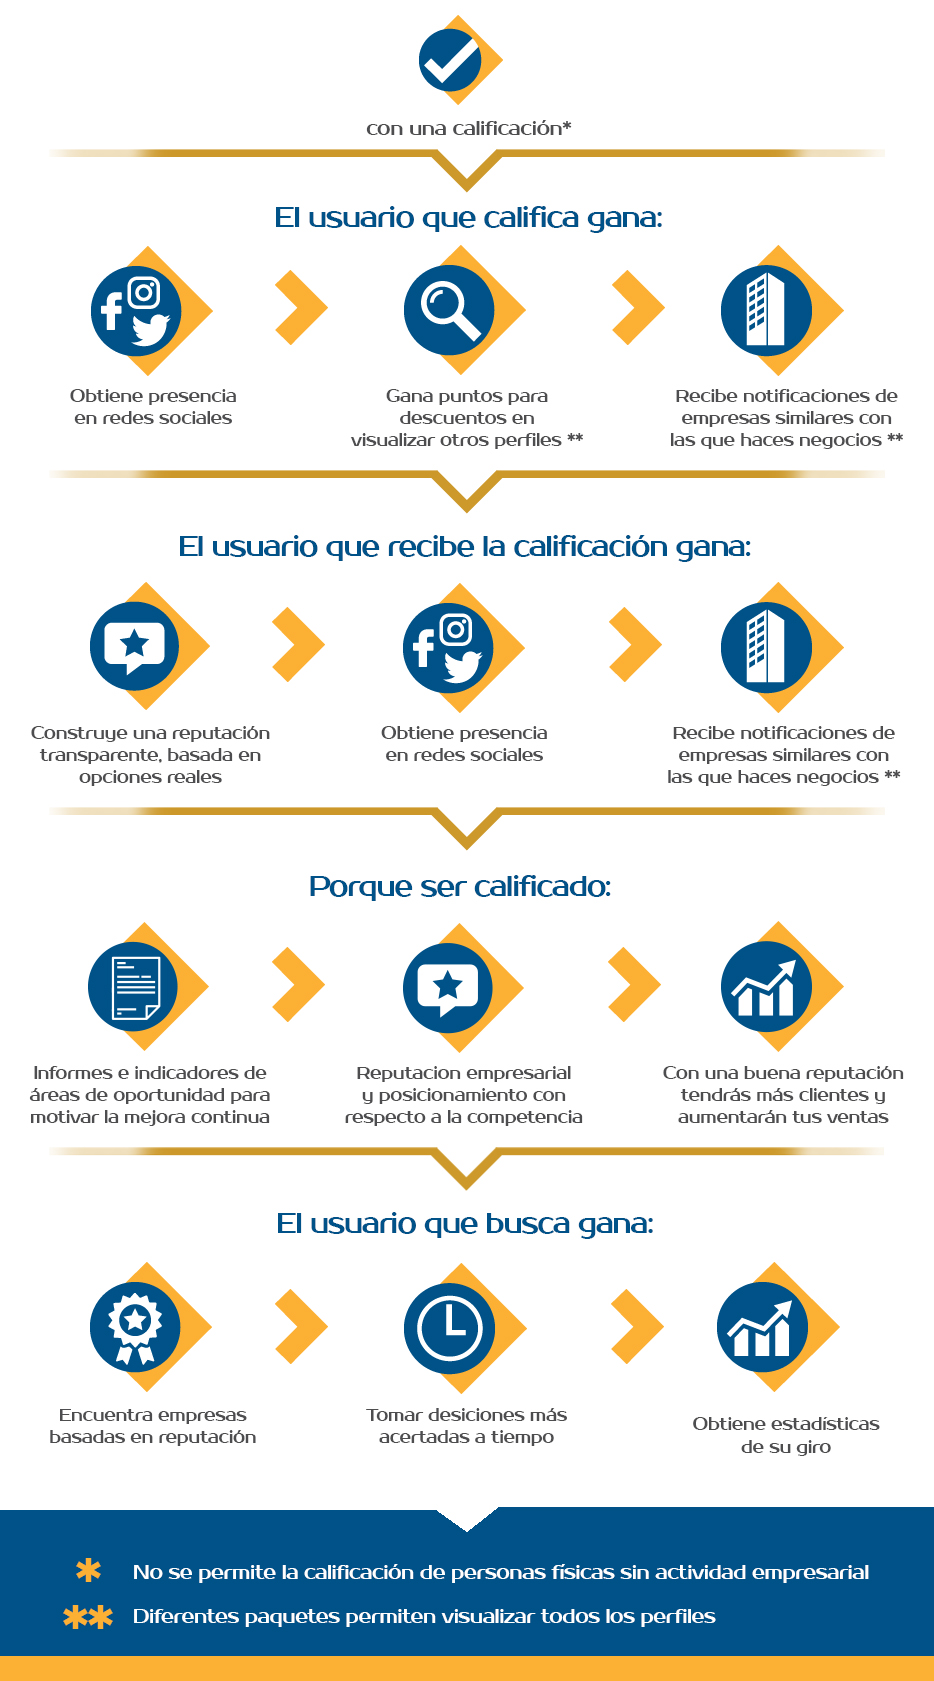 con una calificación*
El usuario que califica gana:
Obtiene presencia
en redes sociales
Gana puntos para
descuentos en
visualizar otros perfiles **
Recibe notificaciones de
empresas similares con
las que haces negocios **
El usuario que recibe la calificación gana:
Construye una reputación
transparente, basada en
opciones reales
Obtiene presencia
en redes sociales
Recibe notificaciones de
empresas similares con
las que haces negocios **
Porque ser calificado:
Informes e indicadores de
áreas de oportunidad para
motivar la mejora continua
Reputacion empresarial
y posicionamiento con
respecto a la competencia
Con una buena reputación
tendrás más clientes y
aumentarán tus ventas
El usuario que busca gana:
Encuentra empresas
basadas en reputación
Tomar desiciones más
acertadas a tiempo
Obtiene estadísticas
de su giro
* No se permite la calificación de personas físicas sin actividad empresarial
** Diferentes paquetes permiten visualizar todos los perfiles